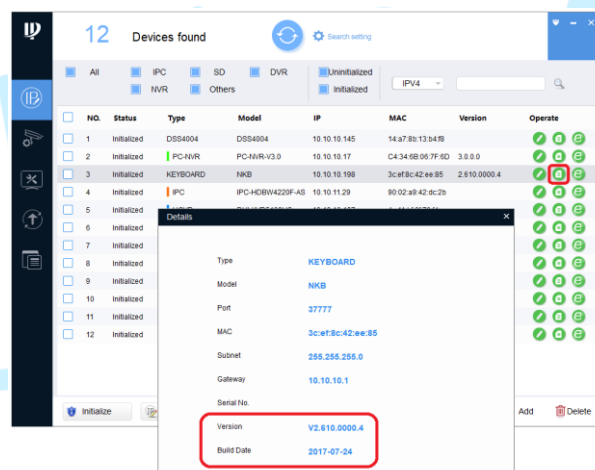 12 Devices found
Search setting
All IPC SD DVR Uninitialized
NVR Others Initialized
IPV4
NO. Status Type Model IP MAC Version Operate
1 Initialized DSS4004 DSS4004 10.10.10.145 14:a7:8b:13:b4:f8
2 Initialized PC-NVR PC-NVR-V3.0 10.10.10.17 C4:34:6B:06:7F:6D 3.0.0.0
3 Initialized KEYBOARD NKB 10.10.10.198 3c:ef:8c:42:ee:85 2.610.0000.4
4 Initialized IPC IPC-HDBW4220F-AS 10.10.11.29 90:02:a9:42:dc:2b
5 Initialized
6 Initialized
7 Initialized
8 Initialized
9 Initialized
10 Initialized
11 Initialized
12 Initialized
Details
Type KEYBOARD
Model NKB
Port 37777
MAC 3c:ef:8c:42:ee:85
Subnet 255.255.255.0
Gateway 10.10.10.1
Serial No.
Version V2.610.0000.4
Build Date 2017-07-24
Initialize Add Delete